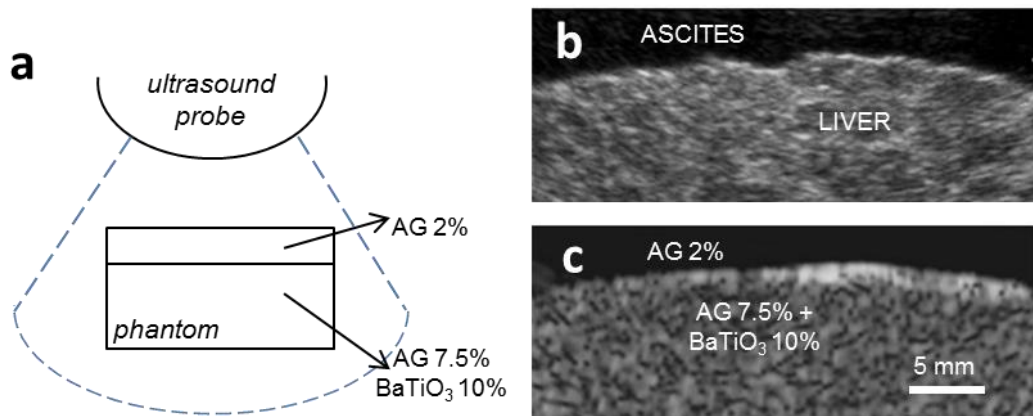 a
ultrasound
probe
AG 2%
phantom
AG 7.5%
BaTiO₃ 10%
b
ASCITES
LIVER
c
AG 2%
AG 7.5% +
BaTiO₃ 10%
5 mm